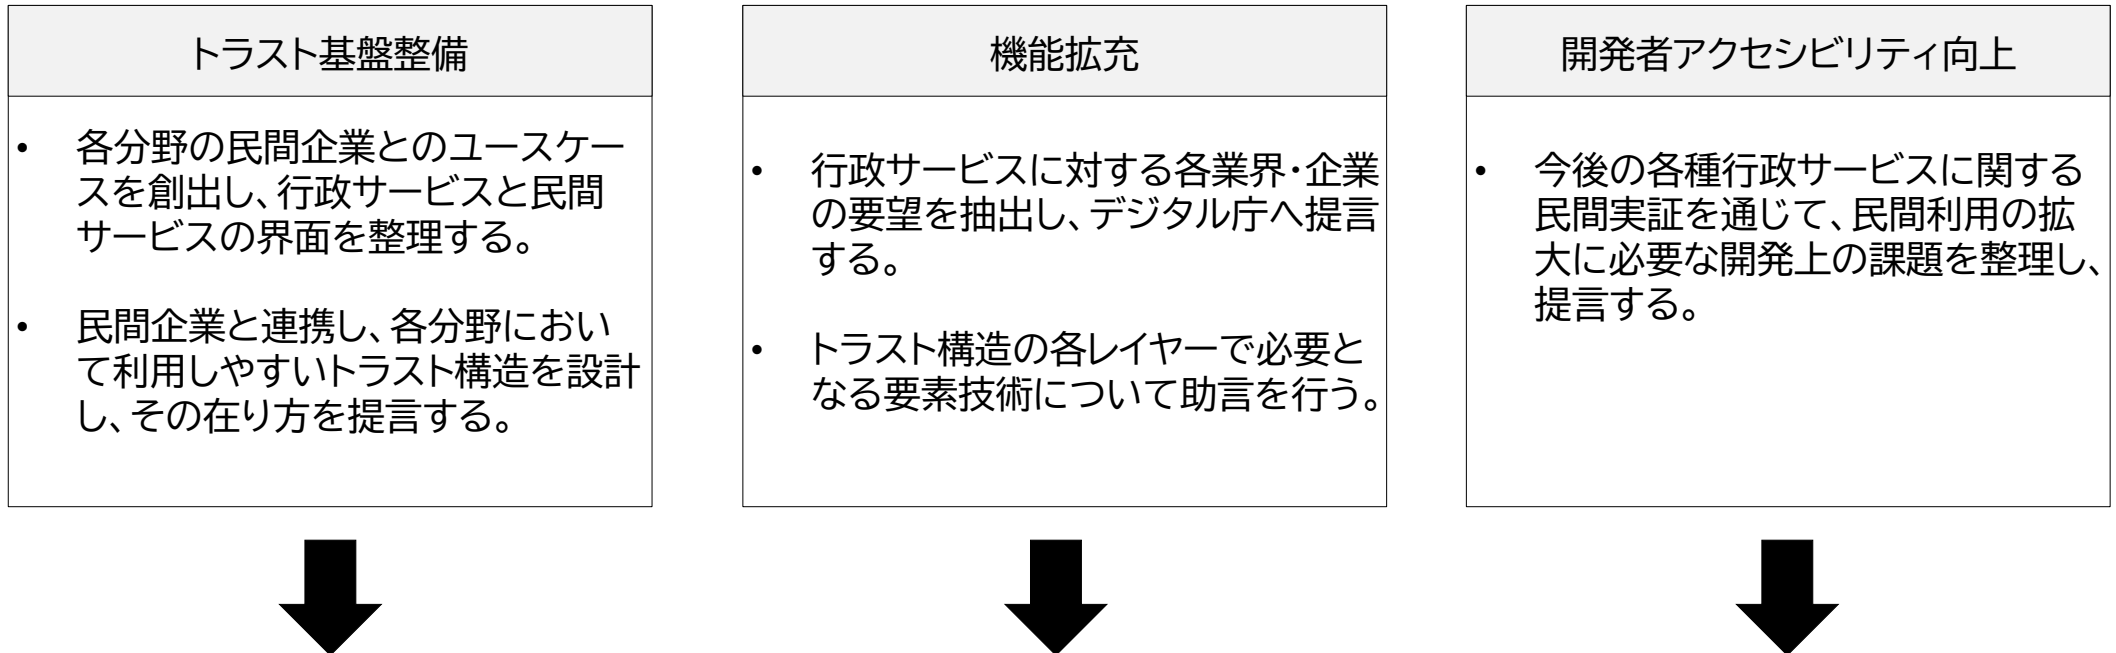 トラスト基盤整備
• 各分野の民間企業とのユースケー
スを創出し、行政サービスと民間
サービスの界面を整理する。
• 民間企業と連携し、各分野におい
て利用しやすいトラスト構造を設計
し、その在り方を提言する。
機能拡充
• 行政サービスに対する各業界・企業
の要望を抽出し、デジタル庁へ提言
する。
• トラスト構造の各レイヤーで必要と
なる要素技術について助言を行う。
開発者アクセシビリティ向上
• 今後の各種行政サービスに関する
民間実証を通じて、民間利用の拡
大に必要な開発上の課題を整理し、
提言する。